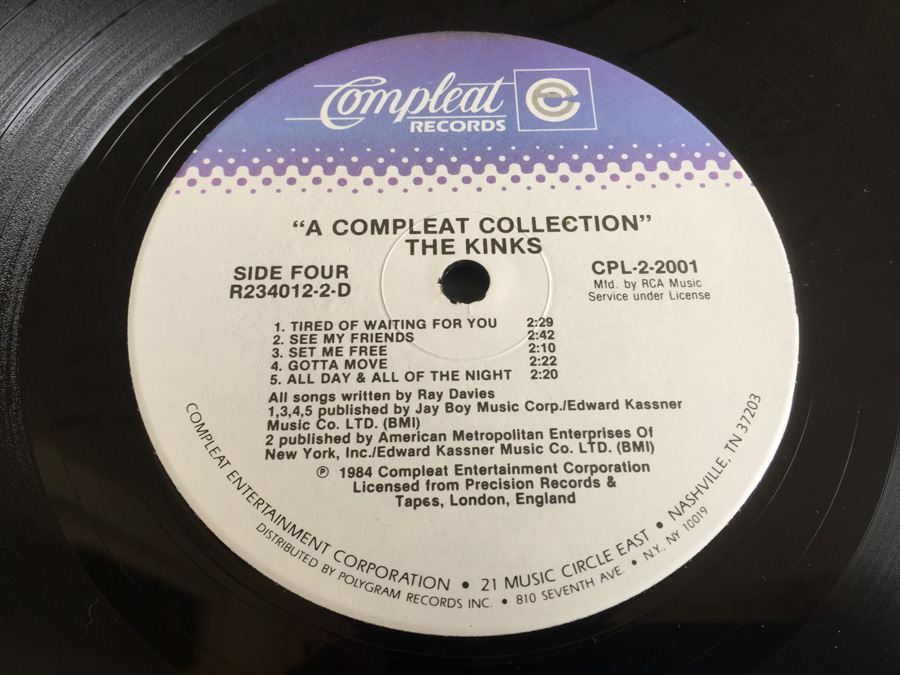 Compleat
RECORDS
"A COMPLEAT COLLECTION"
THE KINKS
SIDE FOUR
R234012-2-D
CPL-2-2001
Mfd. by RCA Music
Service under License
1. TIRED OF WAITING FOR YOU 2:29
2. SEE MY FRIENDS 2:42
3. SET ME FREE 2:10
4. GOTTA MOVE 2:22
5. ALL DAY & ALL OF THE NIGHT 2:20
All songs written by Ray Davies
1,3,4,5 published by Jay Boy Music Corp./Edward Kassner
Music Co. LTD. (BMI)
2 published by American Metropolitan Enterprises Of
New York, Inc./Edward Kassner Music Co. LTD. (BMI)
℗ 1984 Compleat Entertainment Corporation
Licensed from Precision Records &
Tapes, London, England
COMPLEAT ENTERTAINMENT CORPORATION • 21 MUSIC CIRCLE EAST • NASHVILLE, TN 37203
DISTRIBUTED BY POLYGRAM RECORDS INC. • 810 SEVENTH AVE. • N.Y., NY 10019